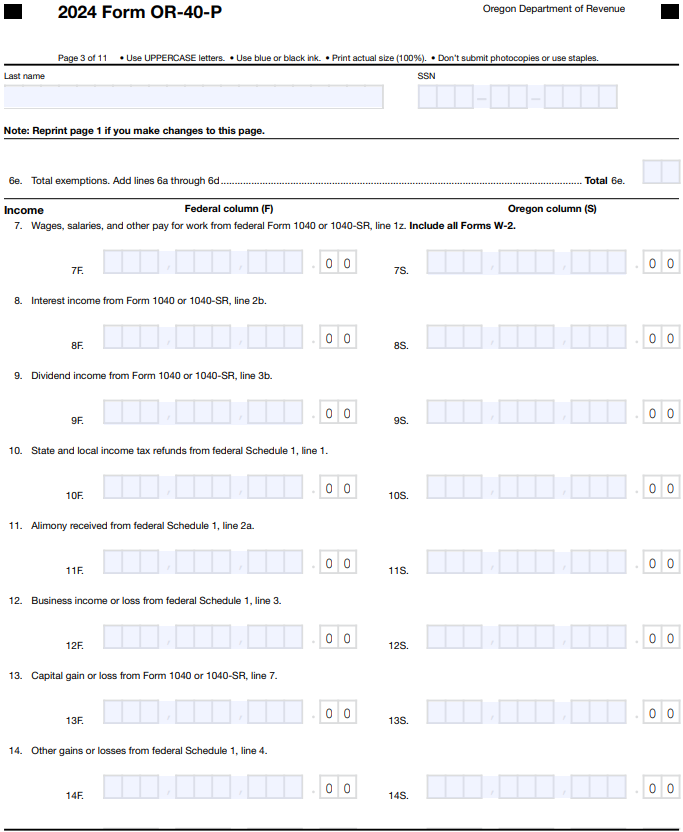 2024 Form OR-40-P
Oregon Department of Revenue
Page 3 of 11 • Use UPPERCASE letters. • Use blue or black ink. • Print actual size (100%). • Don't submit photocopies or use staples.
Last name
SSN
– –
Note: Reprint page 1 if you make changes to this page.
6e. Total exemptions. Add lines 6a through 6d.................................................................................................................. Total 6e.
Income Federal column (F) Oregon column (S)
7. Wages, salaries, and other pay for work from federal Form 1040 or 1040-SR, line 1z. Include all Forms W-2.
7F. , , . 0 0 7S. , , . 0 0
8. Interest income from Form 1040 or 1040-SR, line 2b.
8F. , , . 0 0 8S. , , . 0 0
9. Dividend income from Form 1040 or 1040-SR, line 3b.
9F. , , . 0 0 9S. , , . 0 0
10. State and local income tax refunds from federal Schedule 1, line 1.
10F. , , . 0 0 10S. , , . 0 0
11. Alimony received from federal Schedule 1, line 2a.
11F. , , . 0 0 11S. , , . 0 0
12. Business income or loss from federal Schedule 1, line 3.
12F. , , . 0 0 12S. , , . 0 0
13. Capital gain or loss from Form 1040 or 1040-SR, line 7.
13F. , , . 0 0 13S. , , . 0 0
14. Other gains or losses from federal Schedule 1, line 4.
14F. , , . 0 0 14S. , , . 0 0